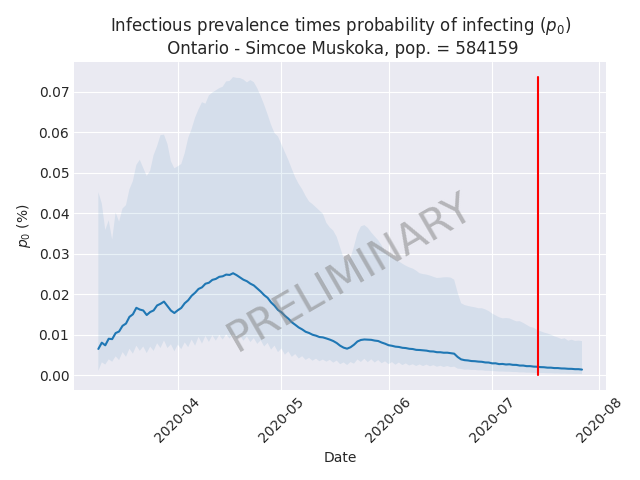 Infectious prevalence times probability of infecting (p₀)
Ontario - Simcoe Muskoka, pop. = 584159
0.07
0.06
0.05
0.04
0.03
0.02
0.01
0.00
p₀ (%)
PRELIMINARY
2020-04
2020-05
2020-06
2020-07
2020-08
Date